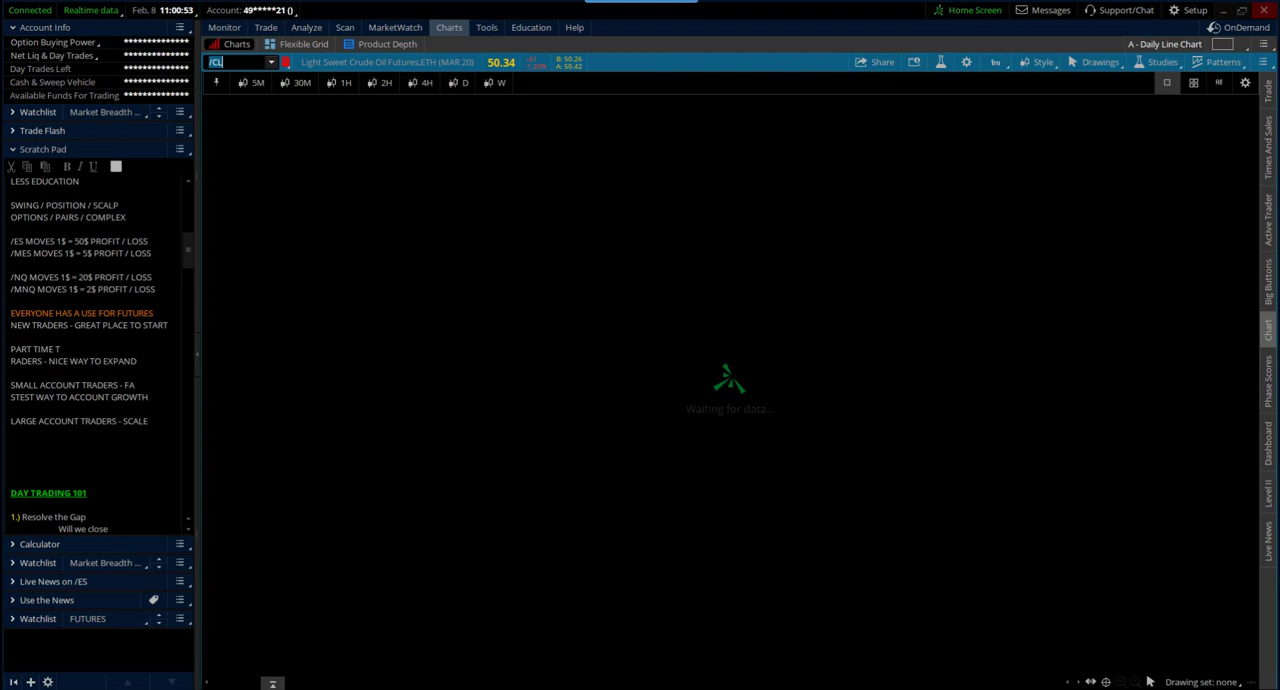 Connected
Realtime data
Feb, 8 11:00:53
Account: 49*****21 ()
Home Screen
Messages
Support/Chat
Setup
Account Info
Option Buying Power **************
Net Liq & Day Trades **************
Day Trades Left **************
Cash & Sweep Vehicle **************
Available Funds For Trading **************
Monitor
Trade
Analyze
Scan
MarketWatch
Charts
Tools
Education
Help
OnDemand
Charts
Flexible Grid
Product Depth
A - Daily Line Chart
/CL
Light Sweet Crude Oil Futures,ETH (MAR 20)
50.34
B: 50.26
A: 50.42
Share
1m
Style
Drawings
Studies
Patterns
5M
30M
1H
2H
4H
D
W
Watchlist Market Breadth ...
Trade Flash
Scratch Pad
B I U
LESS EDUCATION
SWING / POSITION / SCALP
OPTIONS / PAIRS / COMPLEX
/ES MOVES 1$ = 50$ PROFIT / LOSS
/MES MOVES 1$ = 5$ PROFIT / LOSS
/NQ MOVES 1$ = 20$ PROFIT / LOSS
/MNQ MOVES 1$ = 2$ PROFIT / LOSS
EVERYONE HAS A USE FOR FUTURES
NEW TRADERS - GREAT PLACE TO START
PART TIME T
RADERS - NICE WAY TO EXPAND
SMALL ACCOUNT TRADERS - FA
STEST WAY TO ACCOUNT GROWTH
LARGE ACCOUNT TRADERS - SCALE
DAY TRADING 101
1.) Resolve the Gap
Will we close
Calculator
Watchlist Market Breadth ...
Live News on /ES
Use the News
Watchlist FUTURES
Waiting for data...
Trade
Times And Sales
Active Trader
Big Buttons
Chart
Phase Scores
Dashboard
Level II
Live News
Drawing set: none